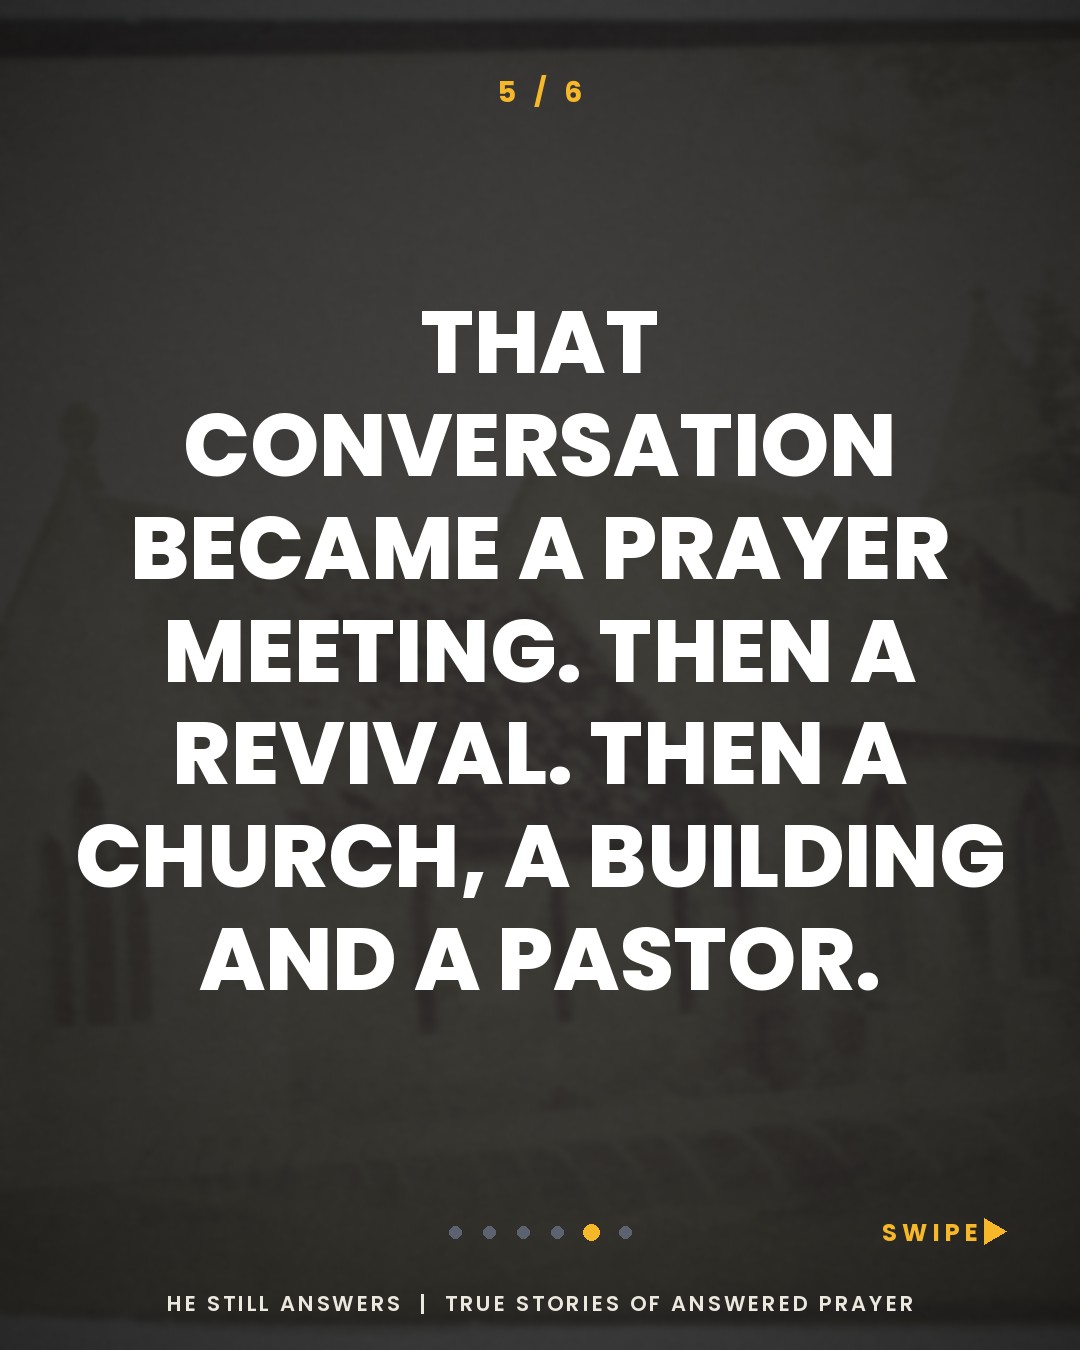 5 / 6
THAT
CONVERSATION
BECAME A PRAYER
MEETING. THEN A
REVIVAL. THEN A
CHURCH, A BUILDING
AND A PASTOR.
SWIPE
HE STILL ANSWERS | TRUE STORIES OF ANSWERED PRAYER